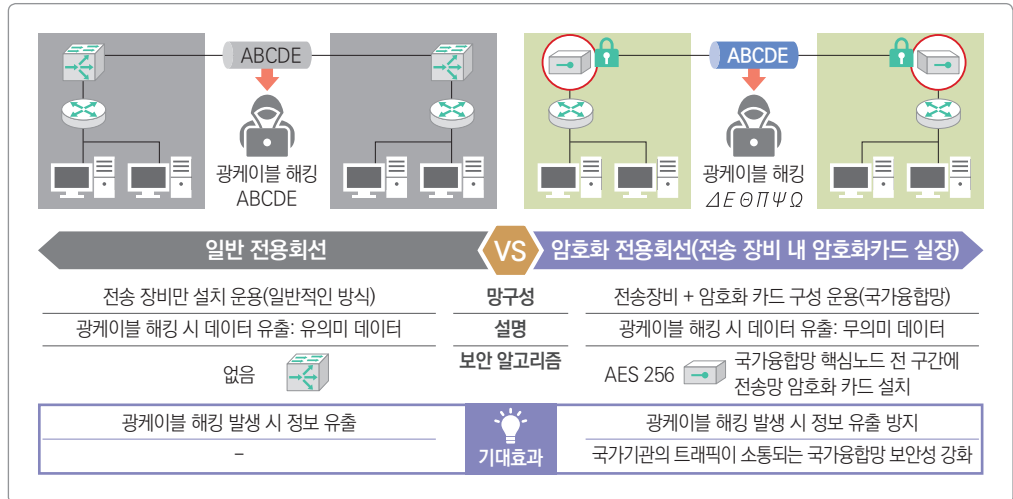 ABCDE
광케이블 해킹
ABCDE
ABCDE
광케이블 해킹
ΔΕΘΠΨΩ
일반 전용회선
VS
암호화 전용회선(전송 장비 내 암호화카드 실장)
전송 장비만 설치 운용(일반적인 방식)
망구성
전송장비 + 암호화 카드 구성 운용(국가융합망)
광케이블 해킹 시 데이터 유출: 유의미 데이터
설명
광케이블 해킹 시 데이터 유출: 무의미 데이터
없음
보안 알고리즘
AES 256
국가융합망 핵심노드 전 구간에
전송망 암호화 카드 설치
광케이블 해킹 발생 시 정보 유출
–
기대효과
광케이블 해킹 발생 시 정보 유출 방지
국가기관의 트래픽이 소통되는 국가융합망 보안성 강화